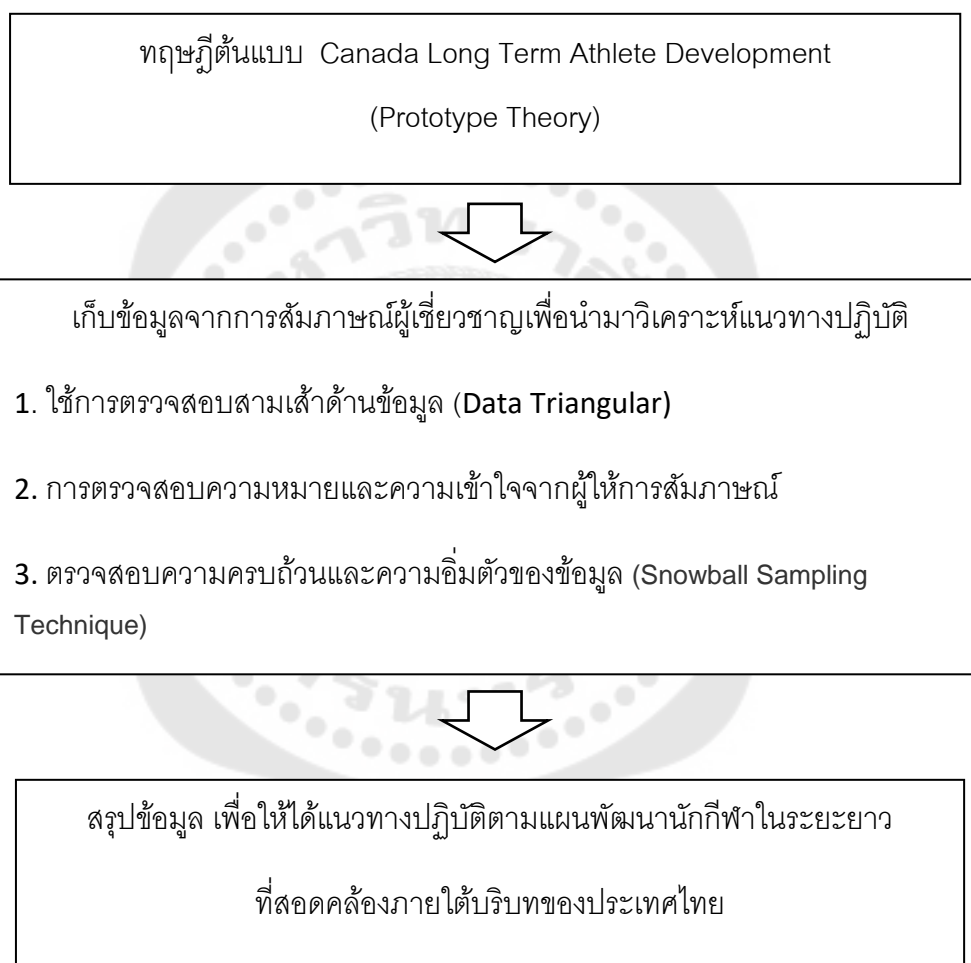 ทฤษฎีต้นแบบ Canada Long Term Athlete Development
(Prototype Theory)
เก็บข้อมูลจากการสัมภาษณ์ผู้เชี่ยวชาญเพื่อนำมาวิเคราะห์แนวทางปฏิบัติ
1. ใช้การตรวจสอบสามเส้าด้านข้อมูล (Data Triangular)
2. การตรวจสอบความหมายและความเข้าใจจากผู้ให้การสัมภาษณ์
3. ตรวจสอบความครบถ้วนและความอิ่มตัวของข้อมูล (Snowball Sampling
Technique)
สรุปข้อมูล เพื่อให้ได้แนวทางปฏิบัติตามแผนพัฒนานักกีฬาในระยะยาว
ที่สอดคล้องภายใต้บริบทของประเทศไทย